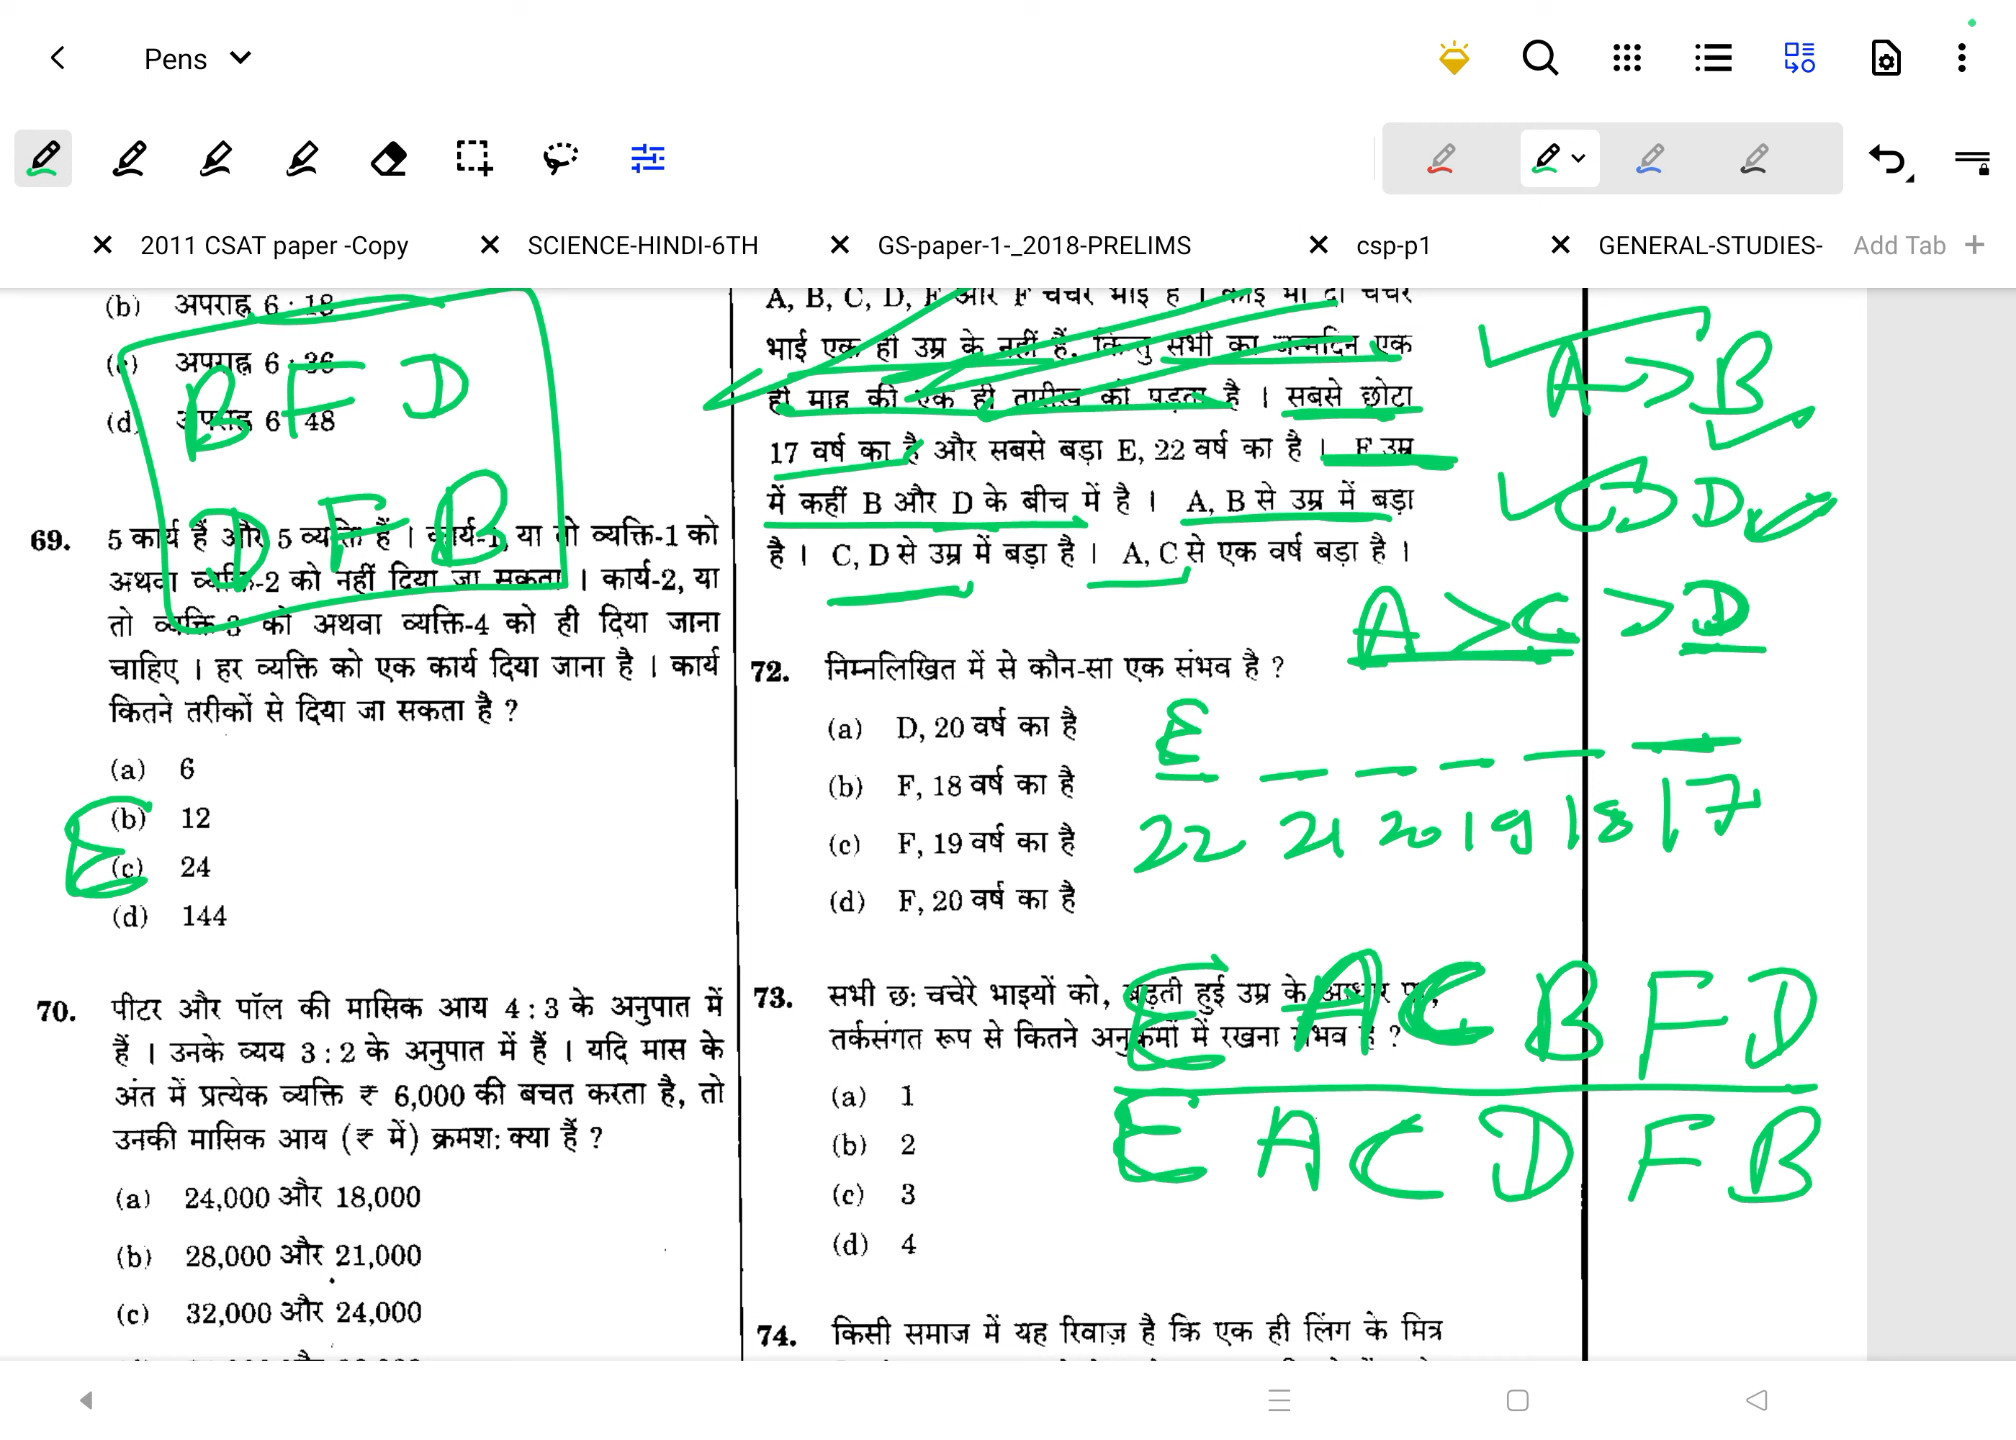 Pens
2011 CSAT paper -Copy
SCIENCE-HINDI-6TH
GS-paper-1-_2018-PRELIMS
csp-p1
GENERAL-STUDIES-
Add Tab +
(b) अपराह्न 6 : 18
(c) अपराह्न 6 : 36
(d) अपराह्न 6 : 48
B F D
D F B
69. 5 कार्य हैं और 5 व्यक्ति हैं । कार्य-1, या तो व्यक्ति-1 को
अथवा व्यक्ति-2 को नहीं दिया जा सकता । कार्य-2, या
तो व्यक्ति-3 को अथवा व्यक्ति-4 को ही दिया जाना
चाहिए । हर व्यक्ति को एक कार्य दिया जाना है । कार्य
कितने तरीकों से दिया जा सकता है ?
(a) 6
(b) 12
(c) 24
(d) 144
70. पीटर और पॉल की मासिक आय 4 : 3 के अनुपात में
हैं । उनके व्यय 3 : 2 के अनुपात में हैं । यदि मास के
अंत में प्रत्येक व्यक्ति ₹ 6,000 की बचत करता है, तो
उनकी मासिक आय (₹ में) क्रमश: क्या हैं ?
(a) 24,000 और 18,000
(b) 28,000 और 21,000
(c) 32,000 और 24,000
A, B, C, D, E और F चचेरे भाई हैं । कोई भी दो चचेरे
भाई एक ही उम्र के नहीं हैं, किन्तु सभी का जन्मदिन एक
ही माह की एक ही तारीख को पड़ता है । सबसे छोटा
17 वर्ष का है और सबसे बड़ा E, 22 वर्ष का है । F उम्र
में कहीं B और D के बीच में है । A, B से उम्र में बड़ा
है । C, D से उम्र में बड़ा है । A, C से एक वर्ष बड़ा है ।
A > B
C > D
A > C > D
72. निम्नलिखित में से कौन-सा एक संभव है ?
(a) D, 20 वर्ष का है
(b) F, 18 वर्ष का है
(c) F, 19 वर्ष का है
(d) F, 20 वर्ष का है
E
22 21 20 19 18 17
73. सभी छ: चचेरे भाइयों को, बढ़ती हुई उम्र के आधार पर,
तर्कसंगत रूप से कितने अनुक्रमों में रखना संभव है ?
(a) 1
(b) 2
(c) 3
(d) 4
E A C B F D
E A C D F B
74. किसी समाज में यह रिवाज़ है कि एक ही लिंग के मित्र